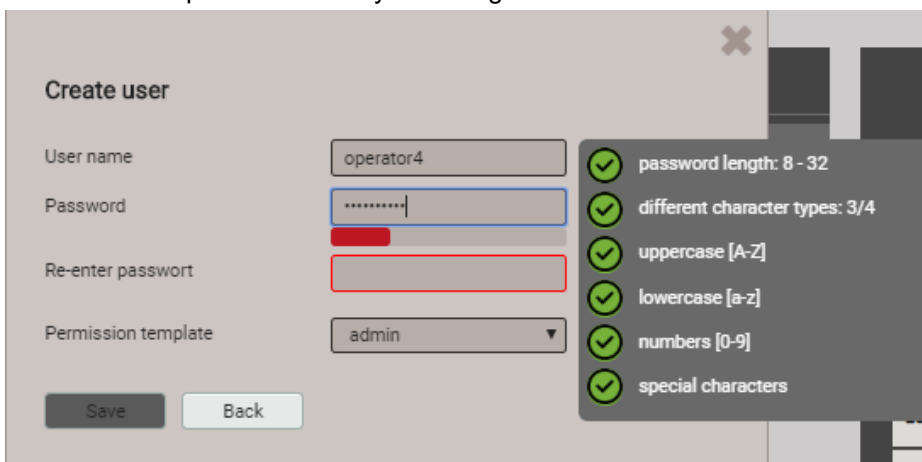 Create user
User name
operator4
Password
••••••••••
Re-enter passwort
Permission template
admin
Save
Back
password length: 8 - 32
different character types: 3/4
uppercase [A-Z]
lowercase [a-z]
numbers [0-9]
special characters